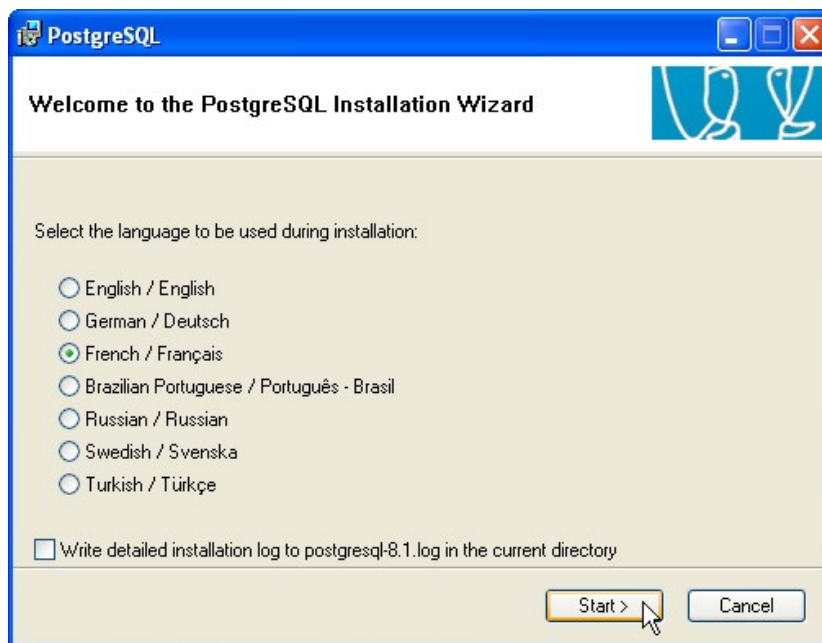 PostgreSQL
Welcome to the PostgreSQL Installation Wizard
Select the language to be used during installation:
English / English
German / Deutsch
French / Français
Brazilian Portuguese / Português - Brasil
Russian / Russian
Swedish / Svenska
Turkish / Türkçe
Write detailed installation log to postgresql-8.1.log in the current directory
Start > Cancel